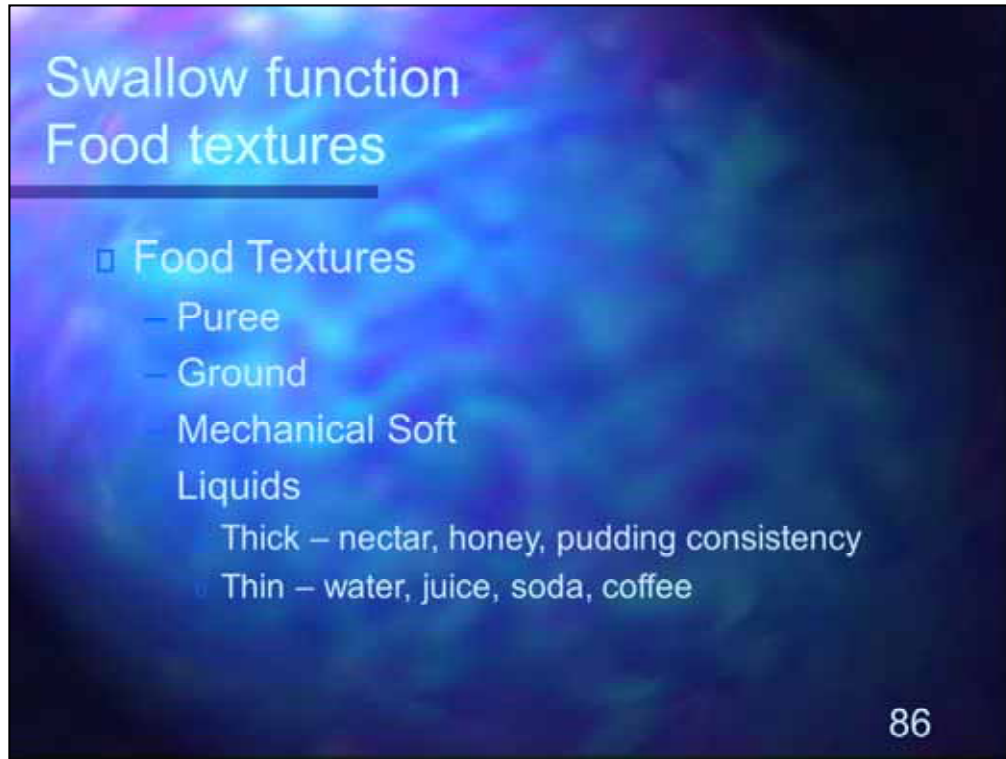 Swallow function
Food textures
Food Textures
– Puree
– Ground
– Mechanical Soft
Liquids
Thick – nectar, honey, pudding consistency
Thin – water, juice, soda, coffee
86